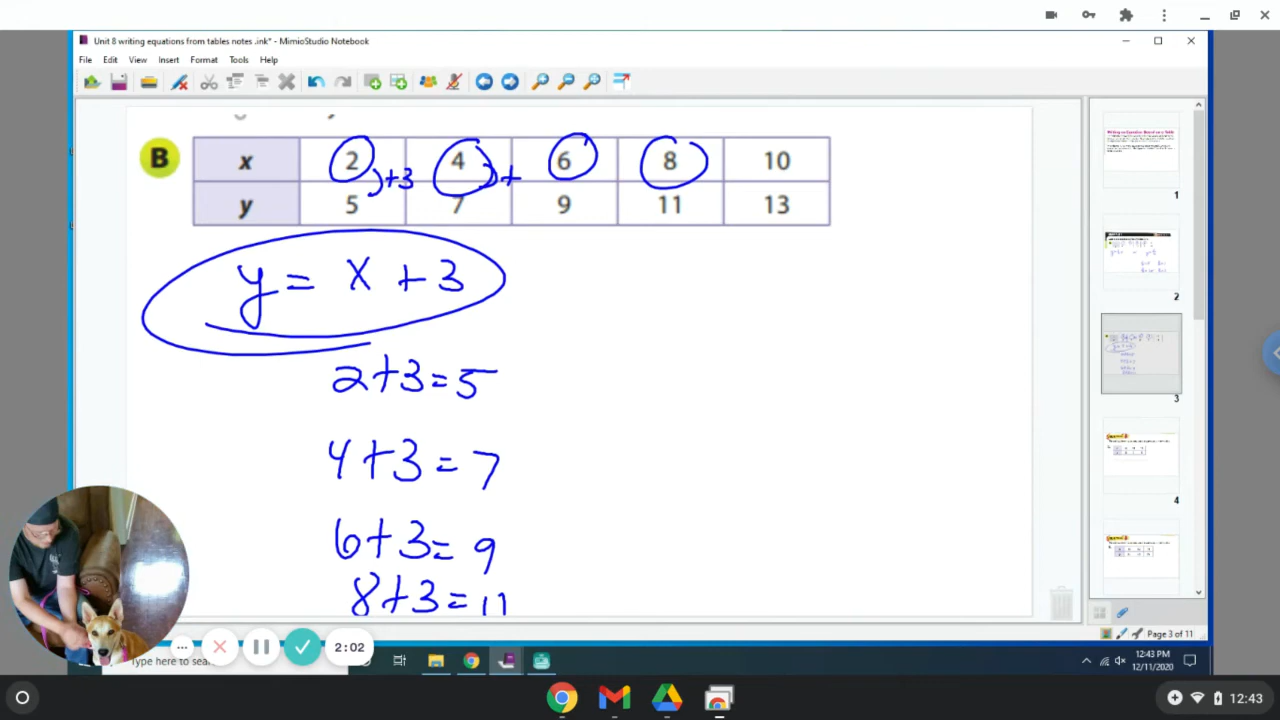 Unit 8 writing equations from tables notes .ink* - MimioStudio Notebook
File Edit View Insert Format Tools Help
B
x 2 4 6 8 10
+3 +
y 5 7 9 11 13
y = x + 3
2+3=5
4+3=7
6+3=9
8+3=11
1
2
3
4
Page 3 of 11
2:02
Type here to sea
12:43 PM
12/11/2020
12:43